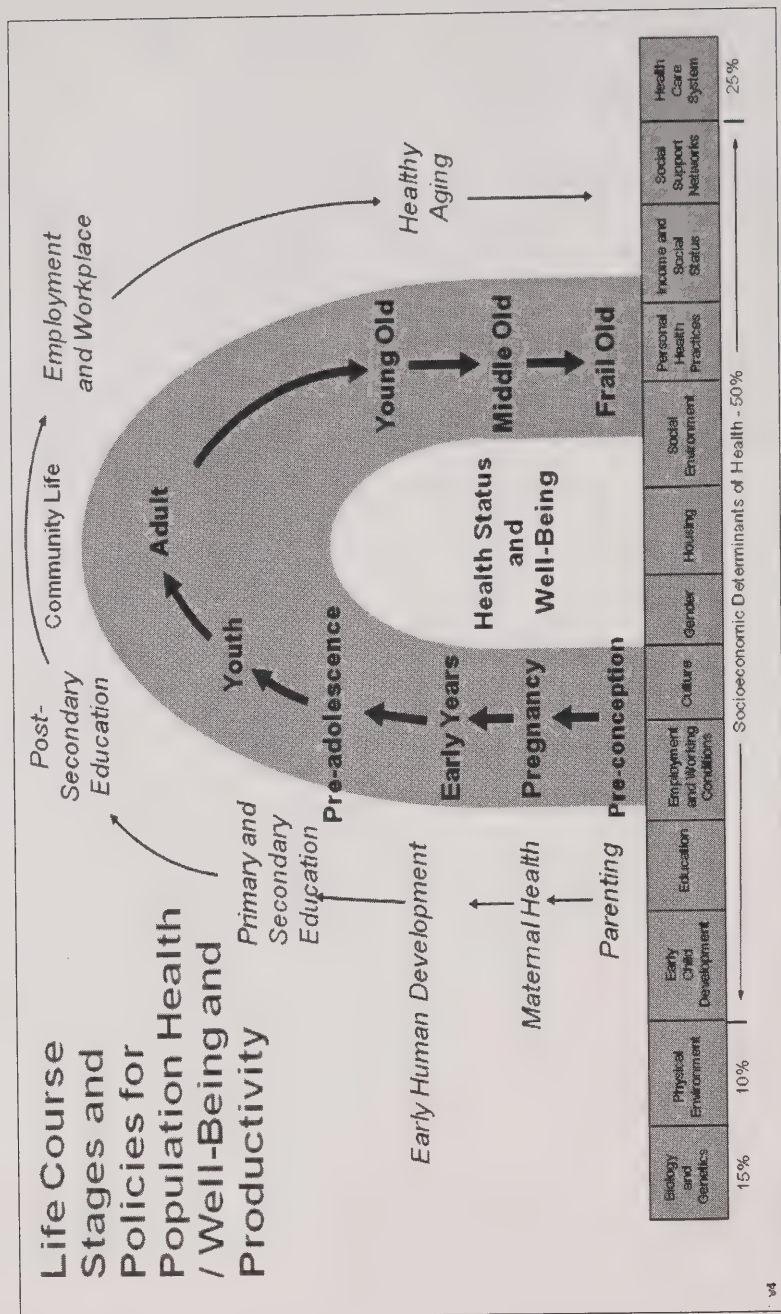 Life Course
Stages and
Policies for
Population Health
/ Well-Being and
Productivity
Post-
Secondary
Education
Community Life
Employment
and Workplace
Primary and
Secondary
Education
Early Human Development
Maternal Health
Parenting
Healthy
Aging
Adult
Youth
Pre-adolescence
Early Years
Pregnancy
Pre-conception
Young Old
Middle Old
Frail Old
Health Status
and
Well-Being
Biology
and
Genetics
Physical
Environment
Early
Child
Development
Education
Employment
and Working
Conditions
Culture
Gender
Housing
Social
Environment
Personal
Health
Practices
Income and
Social
Status
Social
Support
Networks
Health
Care
System
15%
10%
Socioeconomic Determinants of Health - 50%
25%
v4